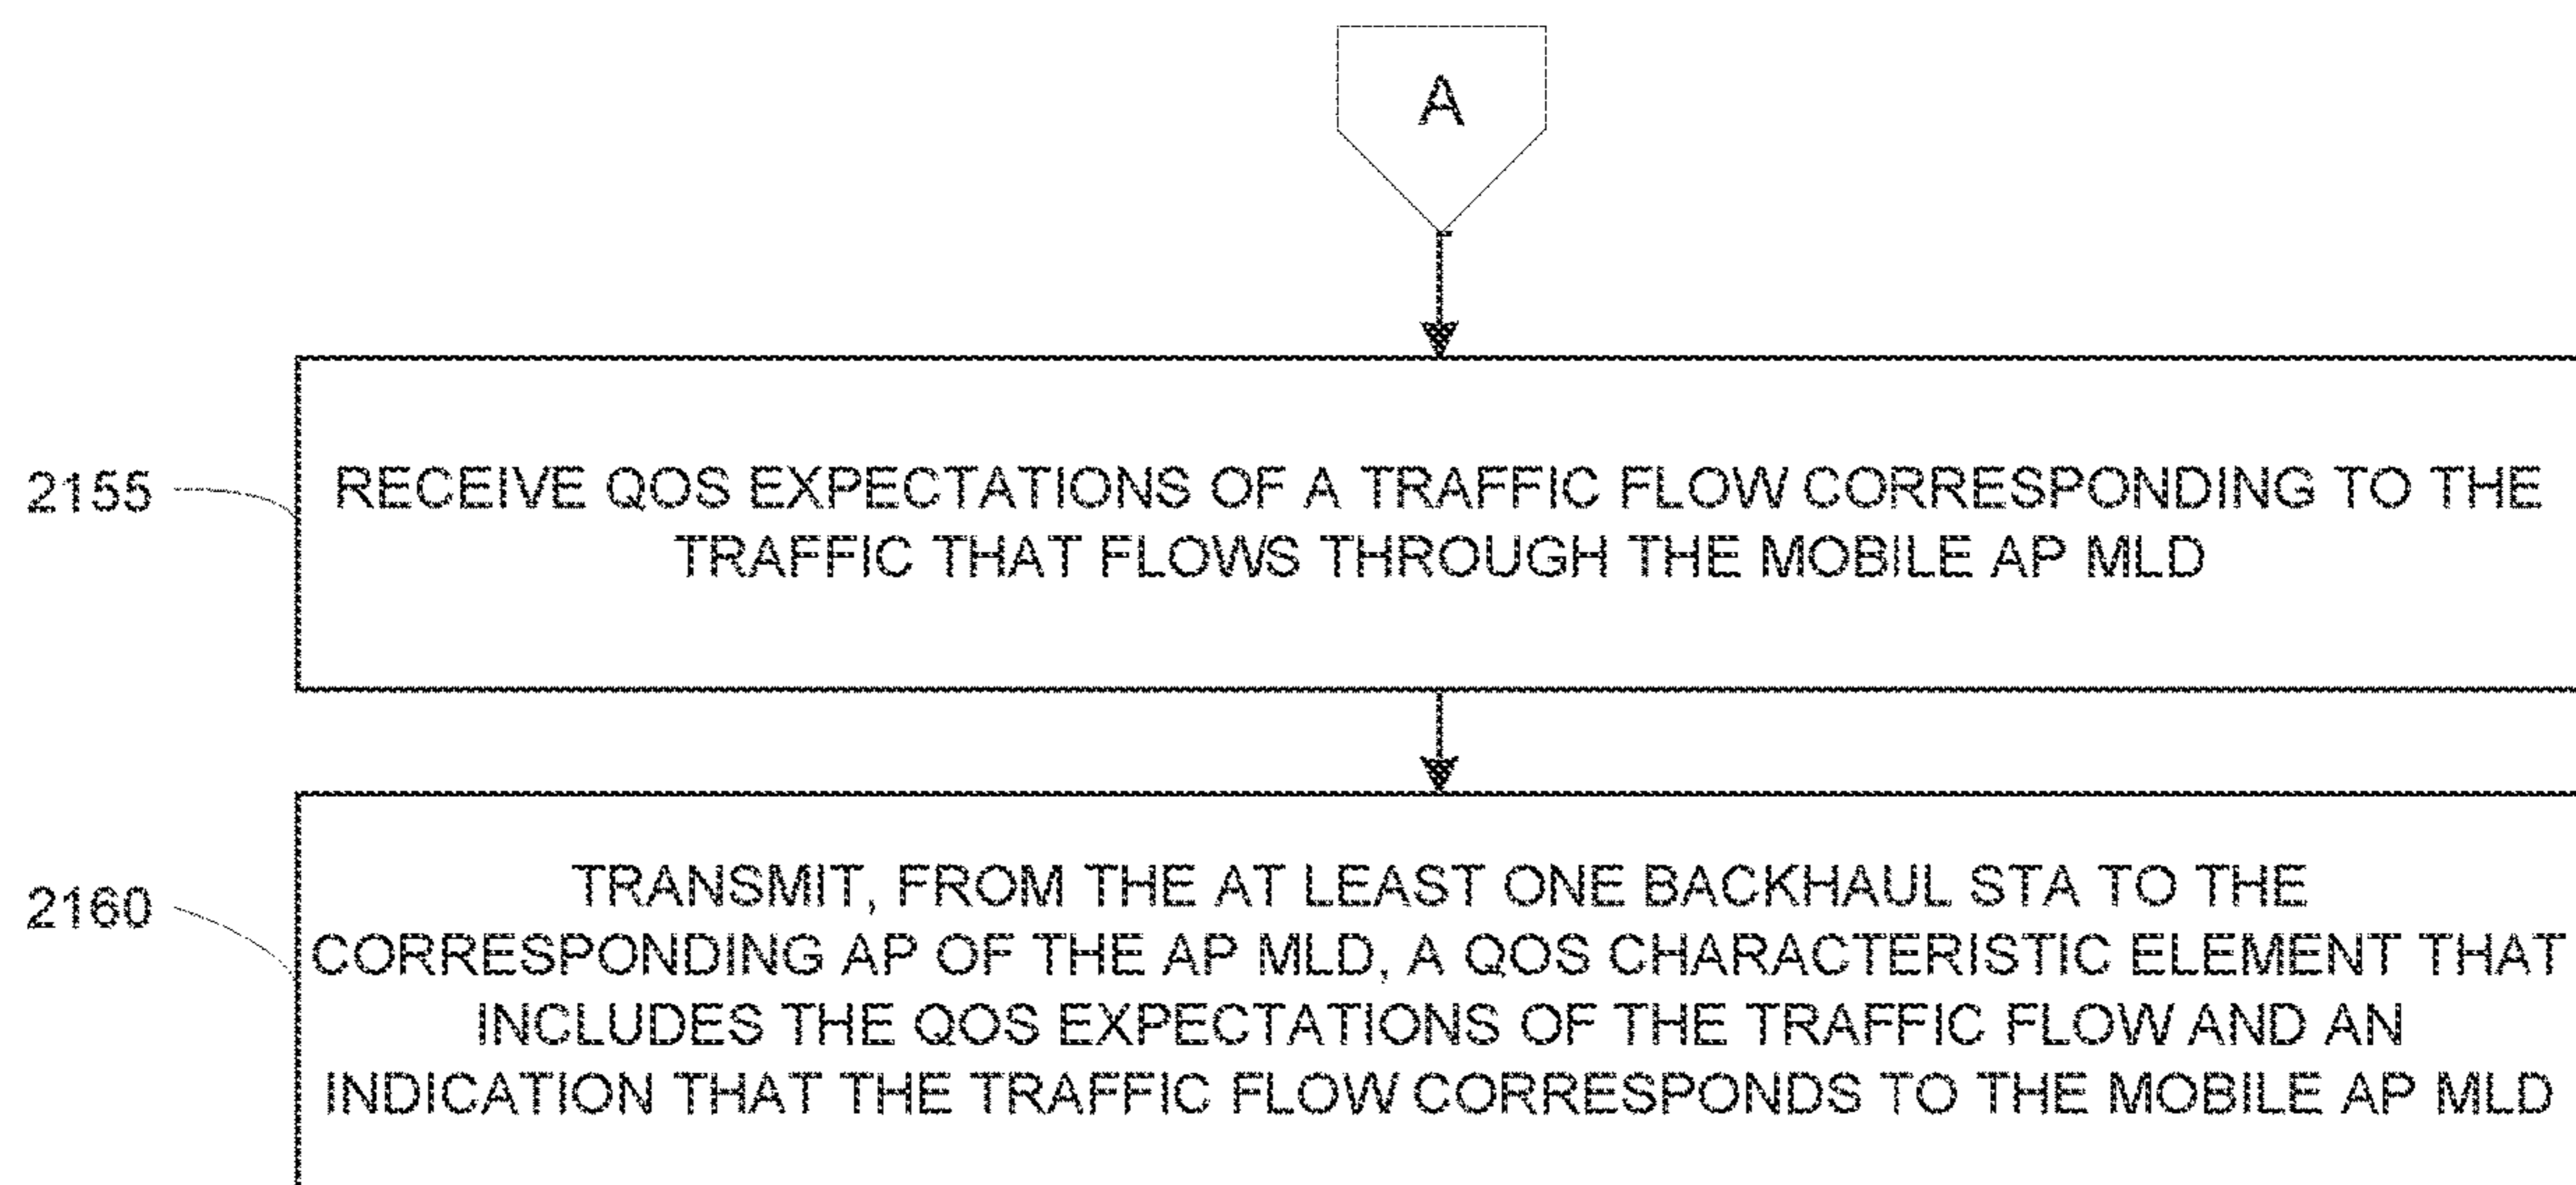 A
2155
RECEIVE QOS EXPECTATIONS OF A TRAFFIC FLOW CORRESPONDING TO THE
TRAFFIC THAT FLOWS THROUGH THE MOBILE AP MLD
2160
TRANSMIT, FROM THE AT LEAST ONE BACKHAUL STA TO THE
CORRESPONDING AP OF THE AP MLD, A QOS CHARACTERISTIC ELEMENT THAT
INCLUDES THE QOS EXPECTATIONS OF THE TRAFFIC FLOW AND AN
INDICATION THAT THE TRAFFIC FLOW CORRESPONDS TO THE MOBILE AP MLD